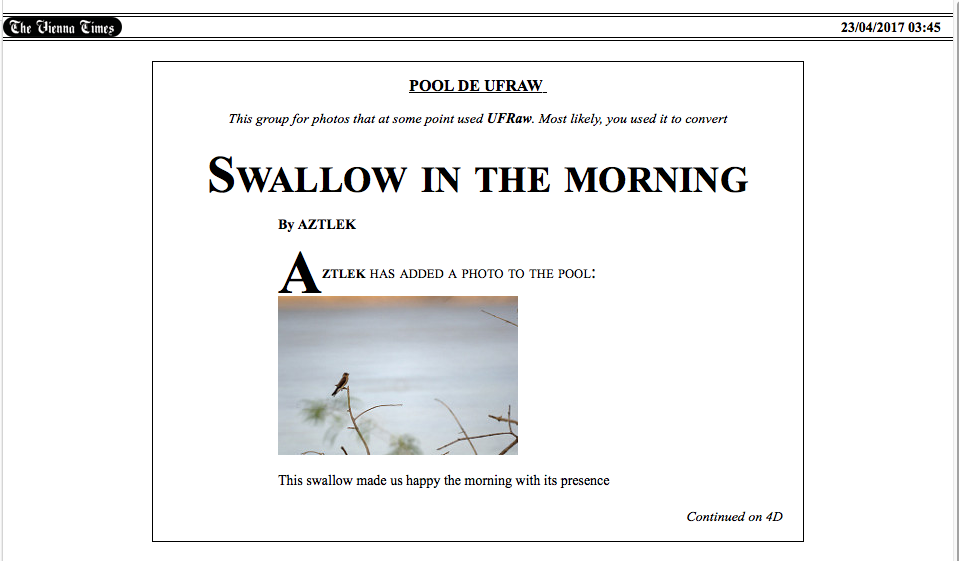 The Vienna Times
23/04/2017 03:45
POOL DE UFRAW
This group for photos that at some point used UFRaw. Most likely, you used it to convert
Swallow in the morning
By AZTLEK
Aztlek has added a photo to the pool:
This swallow made us happy the morning with its presence
Continued on 4D